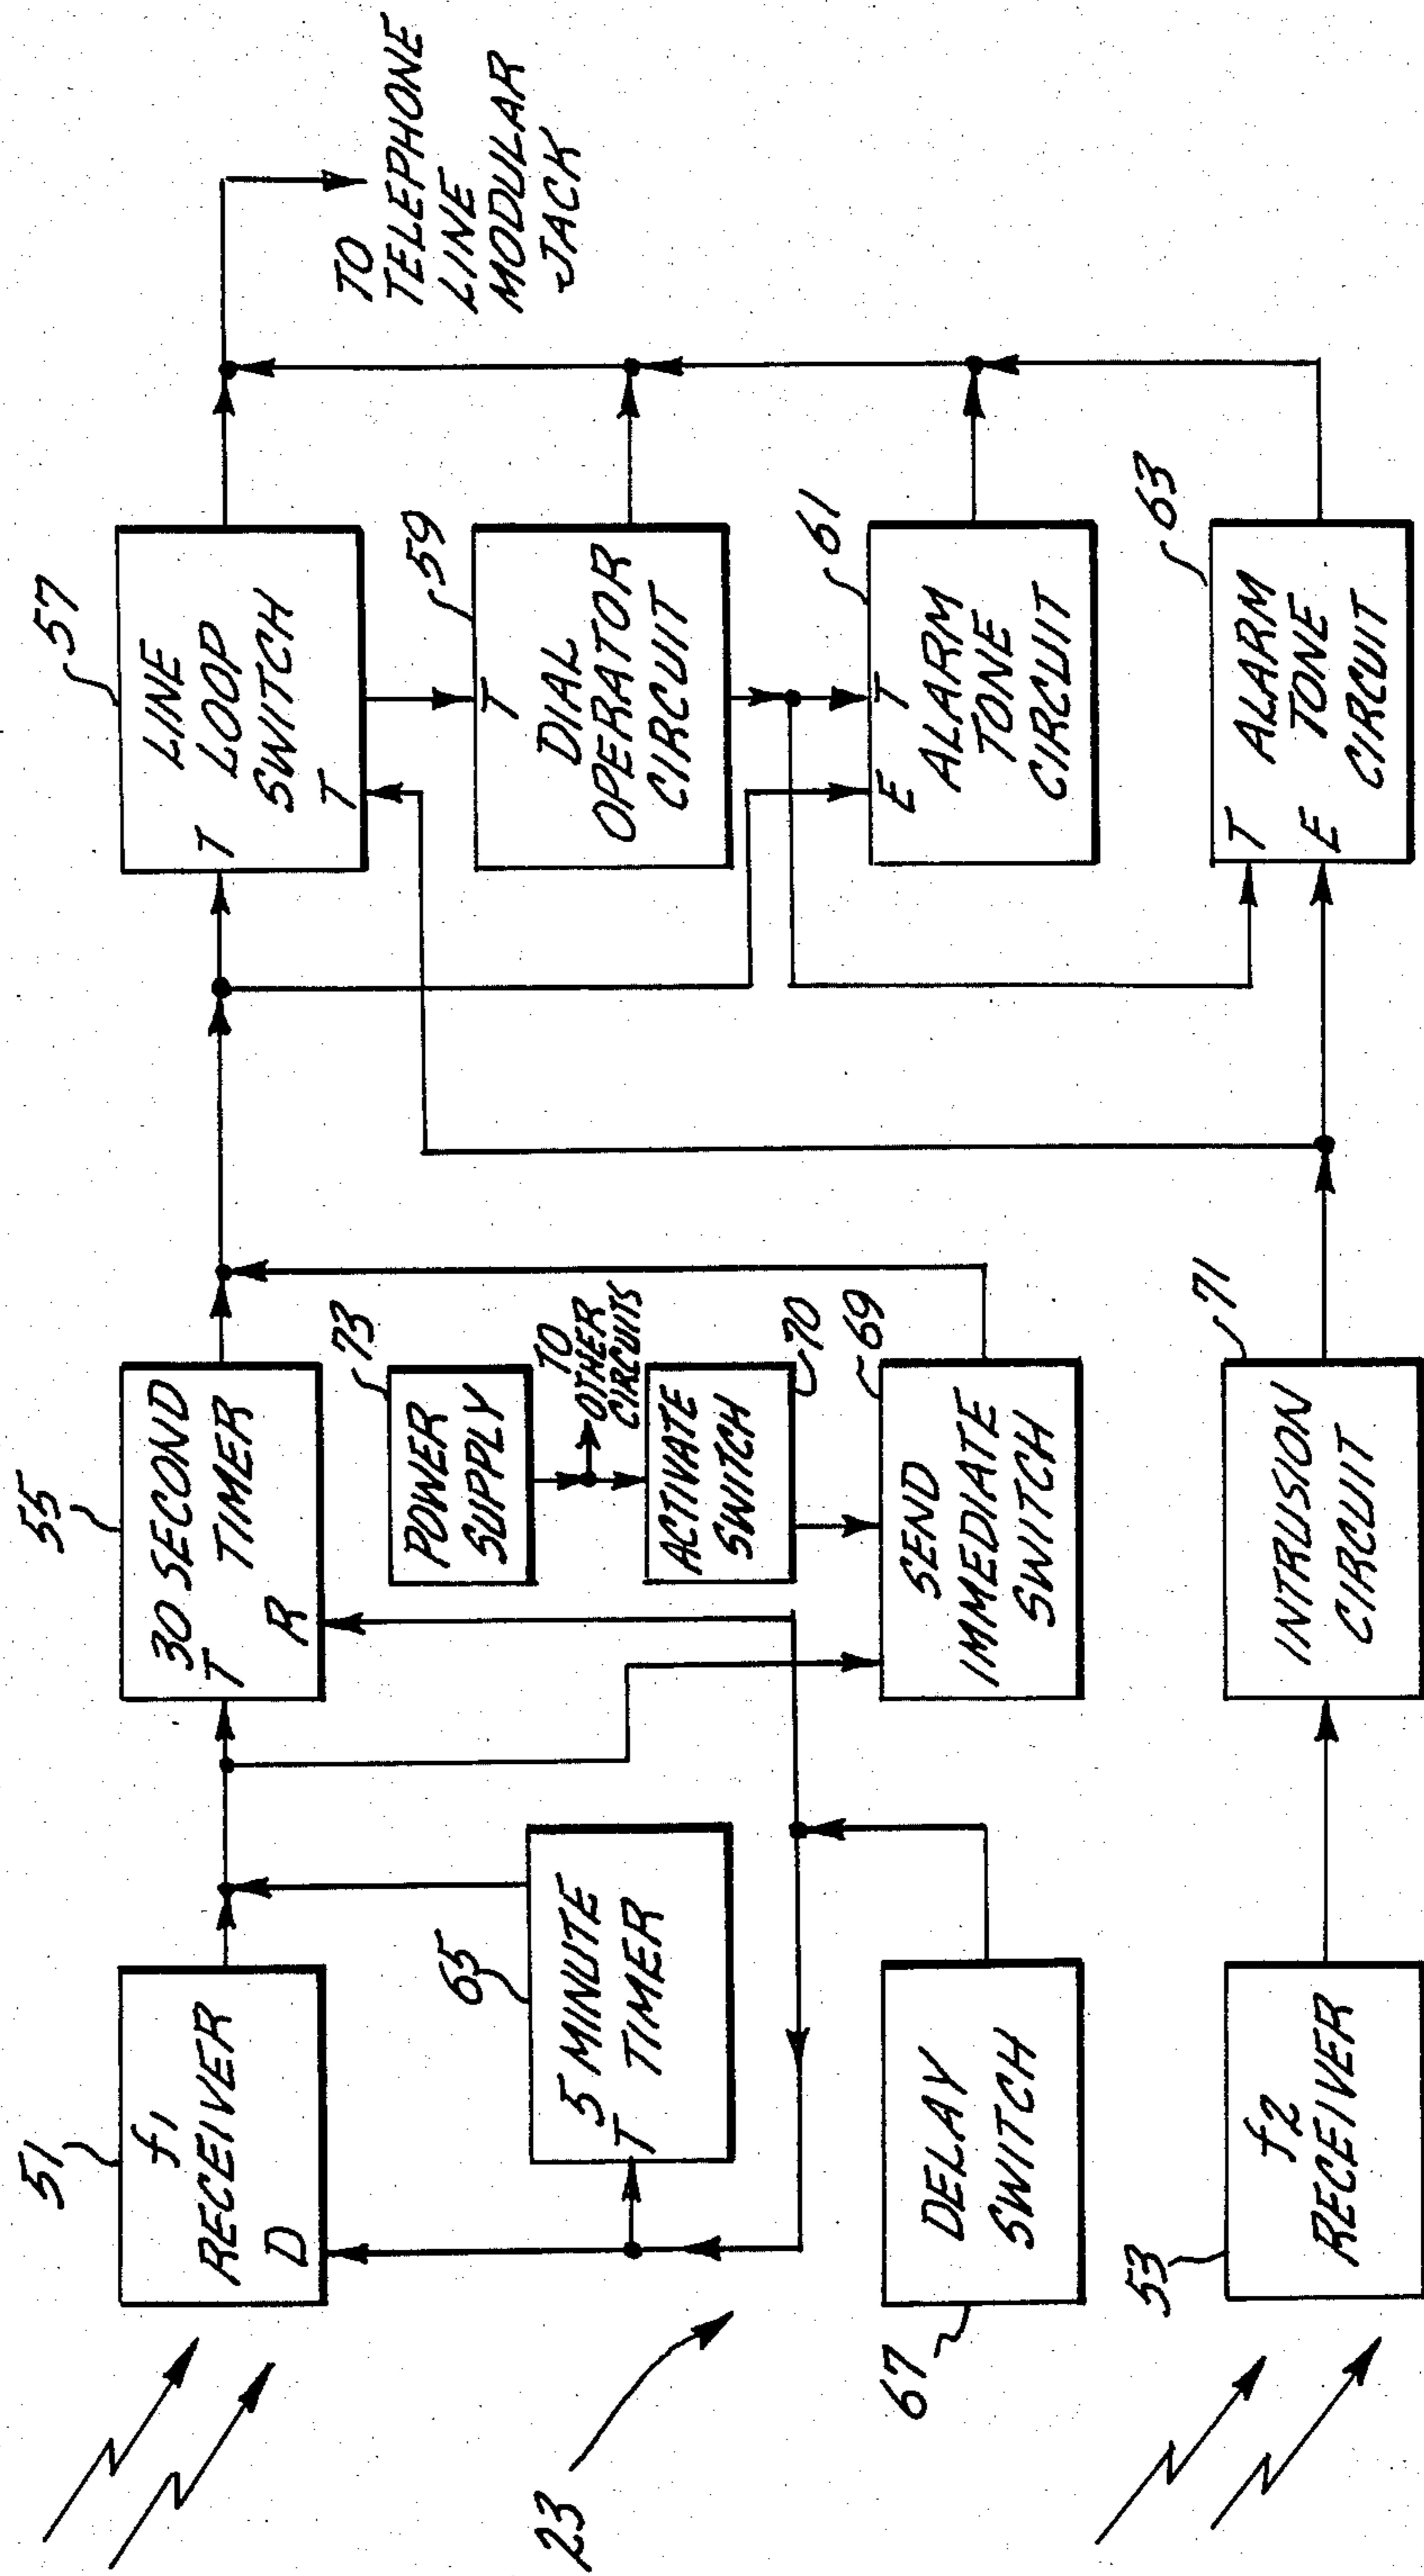 51
f1
RECEIVER
D
55
30 SECOND
T TIMER
R
57
LINE
LOOP
T SWITCH
T
TO
TELEPHONE
LINE
MODULAR
JACK
65
5 MINUTE
T TIMER
73
POWER
SUPPLY
TO
OTHER
CIRCUITS
ACTIVATE
SWITCH
70
59
T
DIAL
OPERATOR
CIRCUIT
23
67
DELAY
SWITCH
69
SEND
IMMEDIATE
SWITCH
61
E T
ALARM
TONE
CIRCUIT
53
f2
RECEIVER
71
INTRUSION
CIRCUIT
63
T ALARM
E TONE
CIRCUIT